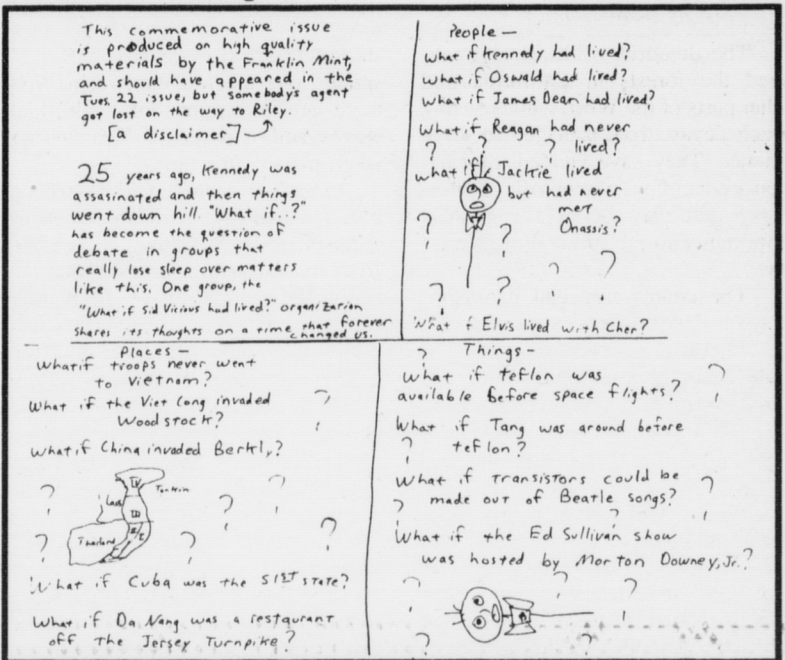 This commemorative issue
is produced on high quality
materials by the Franklin Mint,
and should have appeared in the
Tues. 22 issue, but somebody's agent
got lost on the way to Riley.
[a disclaimer]
25 years ago, Kennedy was
assasinated and then things
went down hill. "What if..?"
has become the question of
debate in groups that
really lose sleep over matters
like this. One group, the
"What if Sid Vicious had lived?" organization
shares its thoughts on a time that forever
changed us.
People —
What if Kennedy had lived?
What if Oswald had lived?
What if James Dean had lived?
What if Reagan had never
? ? ? lived?
what if Jackie lived
but had never
met
Onassis?
? ? ?
? ? ?
What if Elvis lived with Cher?
Places —
What if troops never went
to Vietnam?
What if the Viet Cong invaded ?
Woodstock?
What if China invaded Berkly?
? Tonkin ?
Laos ?
Thailand
? ? ?
What if Cuba was the 51st state?
What if Da Nang was a restaurant
off the Jersey Turnpike?
? Things —
What if teflon was
available before space flights? ?
What if Tang was around before
? teflon?
What if transistors could be ?
? made out of Beatle songs?
?
What if the Ed Sullivan show
was hosted by Morton Downey, Jr.?
? ? ?
? ?